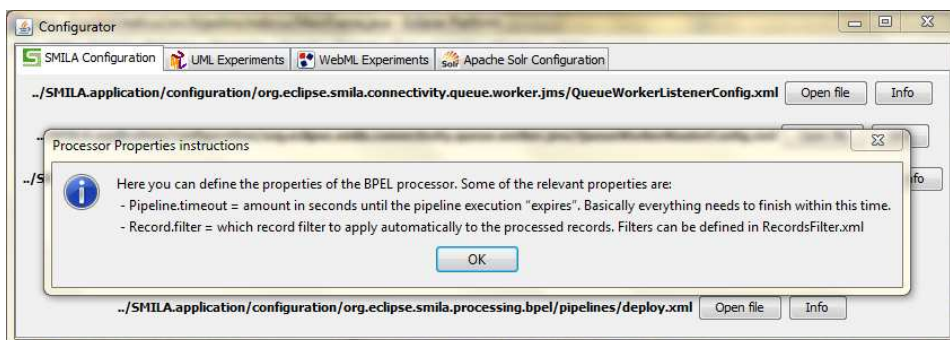 Configurator
SMILA Configuration UML Experiments WebML Experiments Solr Apache Solr Configuration
../SMILA.application/configuration/org.eclipse.smila.connectivity.queue.worker.jms/QueueWorkerListenerConfig.xml Open file Info
Processor Properties instructions
../S fo
Here you can define the properties of the BPEL processor. Some of the relevant properties are:
- Pipeline.timeout = amount in seconds until the pipeline execution "expires". Basically everything needs to finish within this time.
- Record.filter = which record filter to apply automatically to the processed records. Filters can be defined in RecordsFilter.xml
OK
../SMILA.application/configuration/org.eclipse.smila.processing.bpel/pipelines/deploy.xml Open file Info